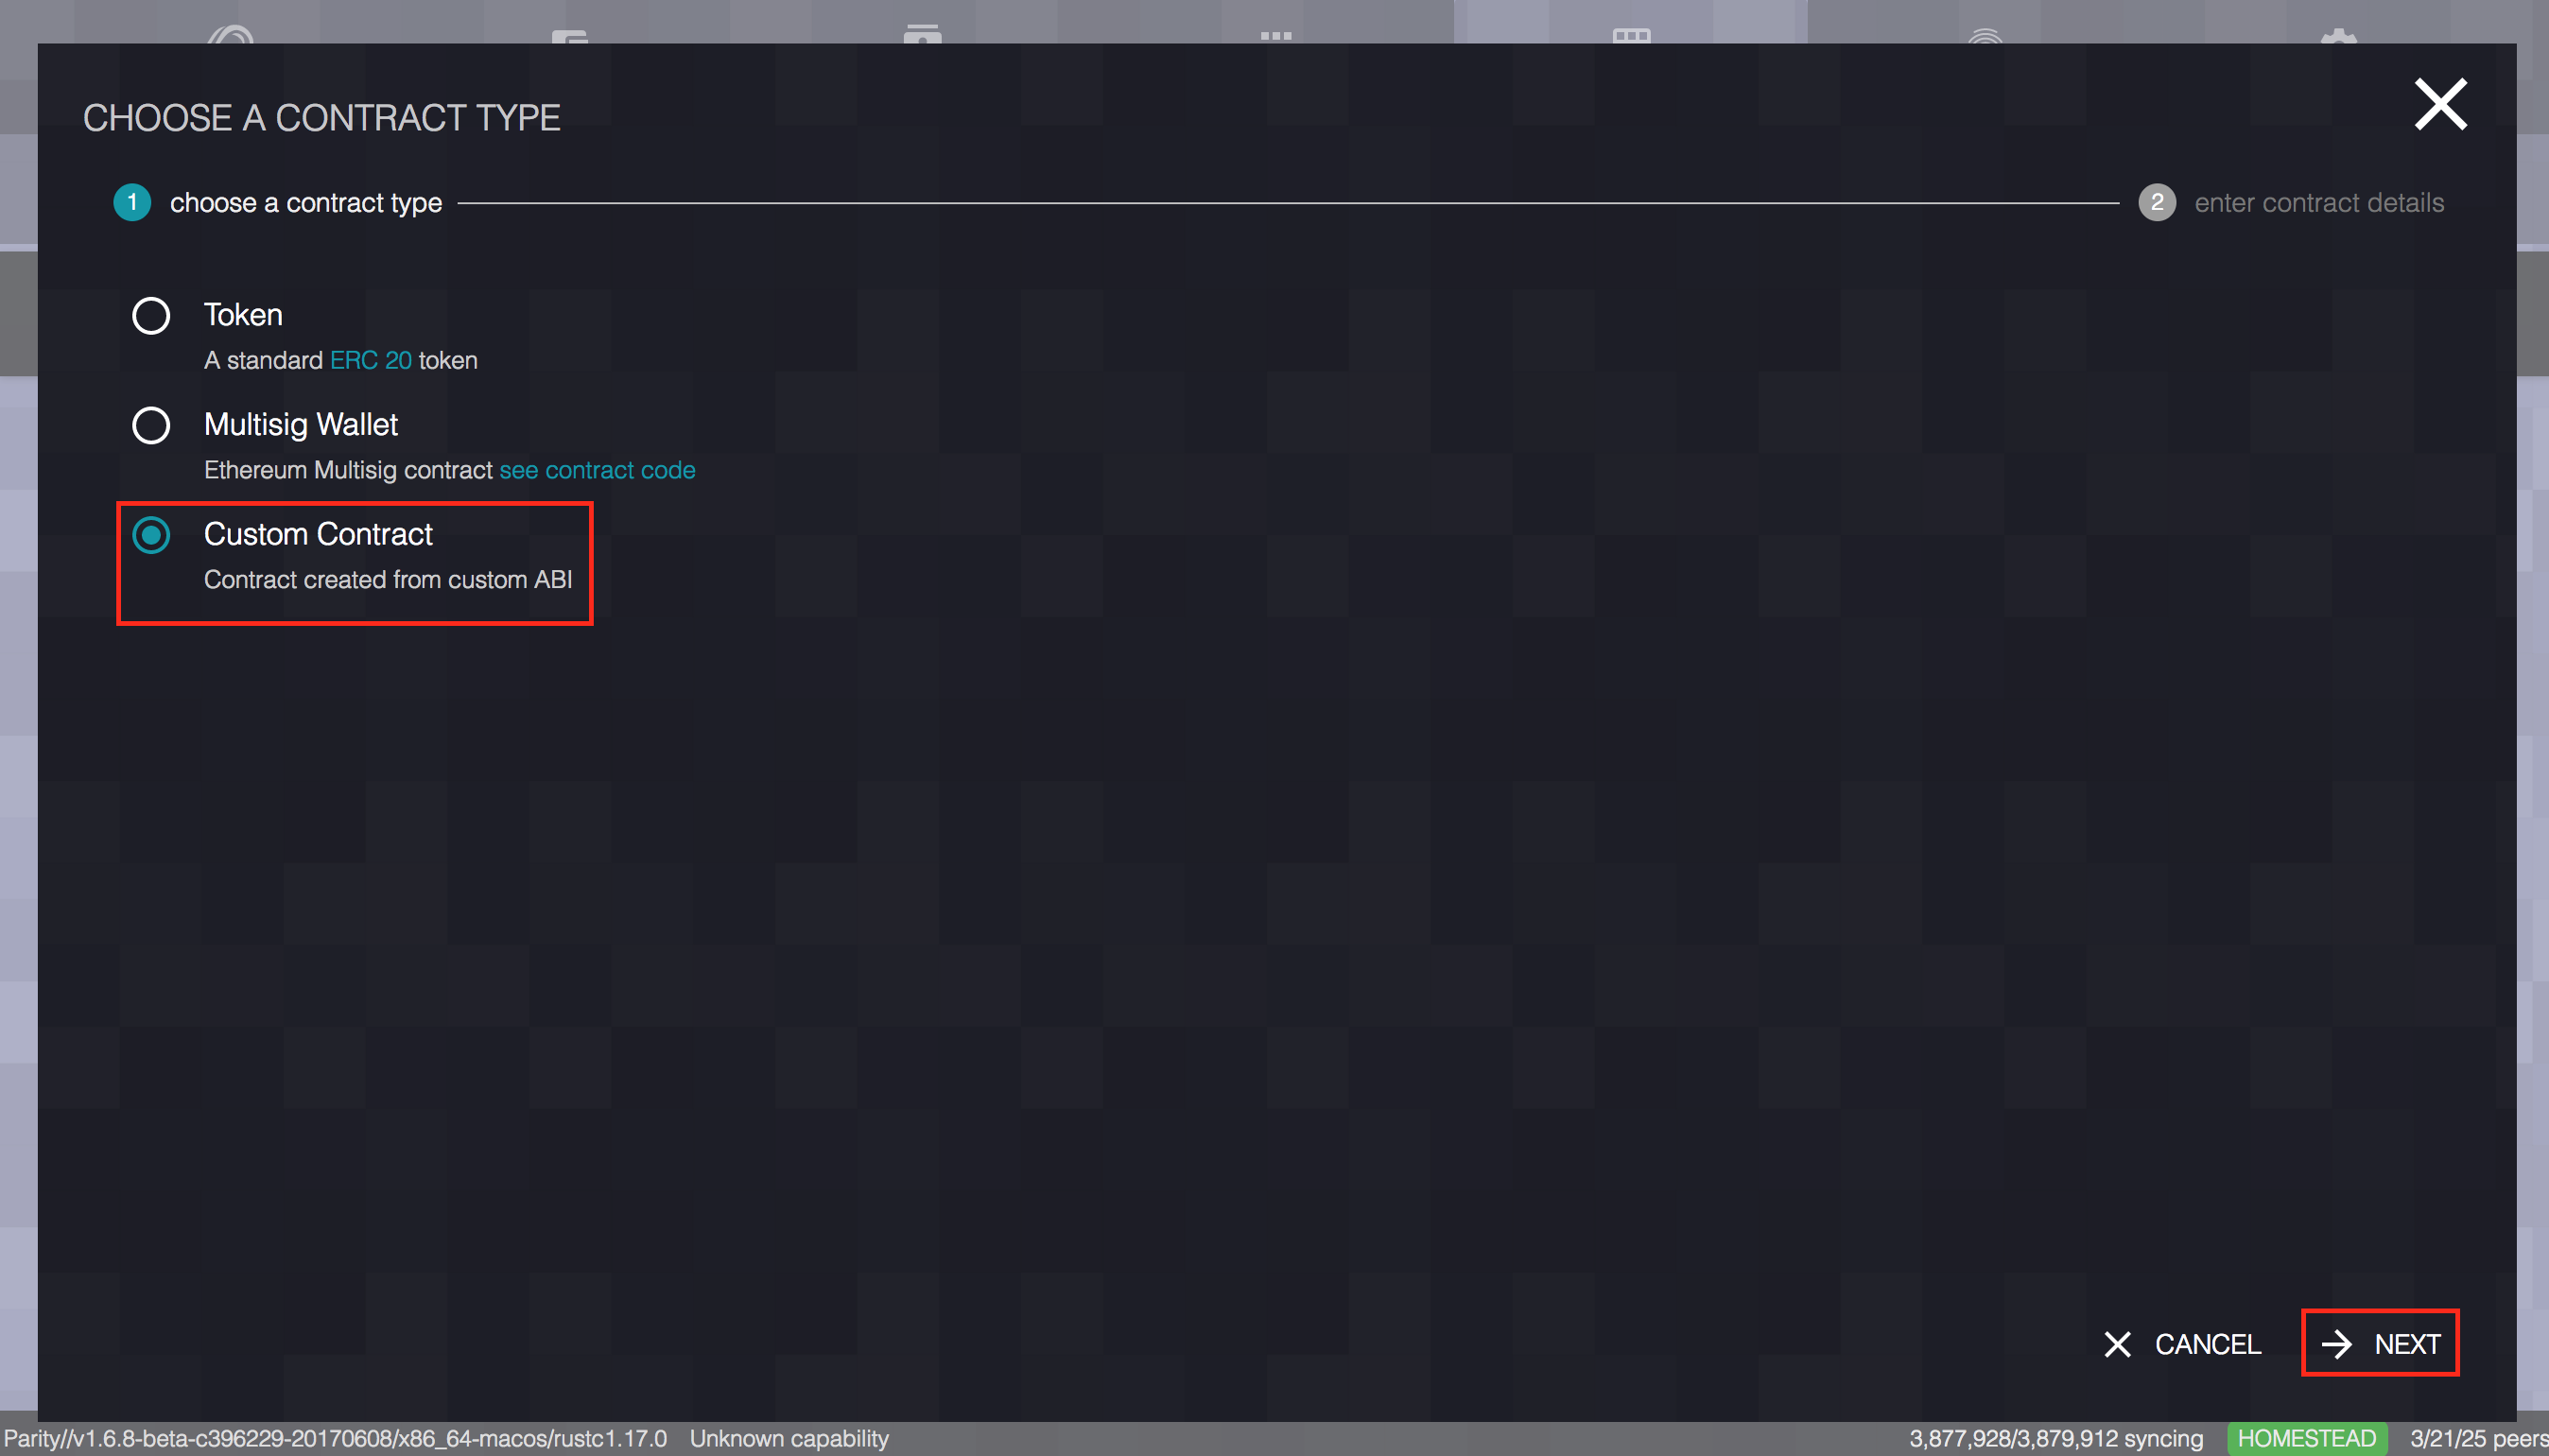 CHOOSE A CONTRACT TYPE
1 choose a contract type
2 enter contract details
Token
A standard ERC 20 token
Multisig Wallet
Ethereum Multisig contract see contract code
Custom Contract
Contract created from custom ABI
CANCEL
NEXT
Parity//v1.6.8-beta-c396229-20170608/x86_64-macos/rustc1.17.0 Unknown capability
3,877,928/3,879,912 syncing HOMESTEAD 3/21/25 peers